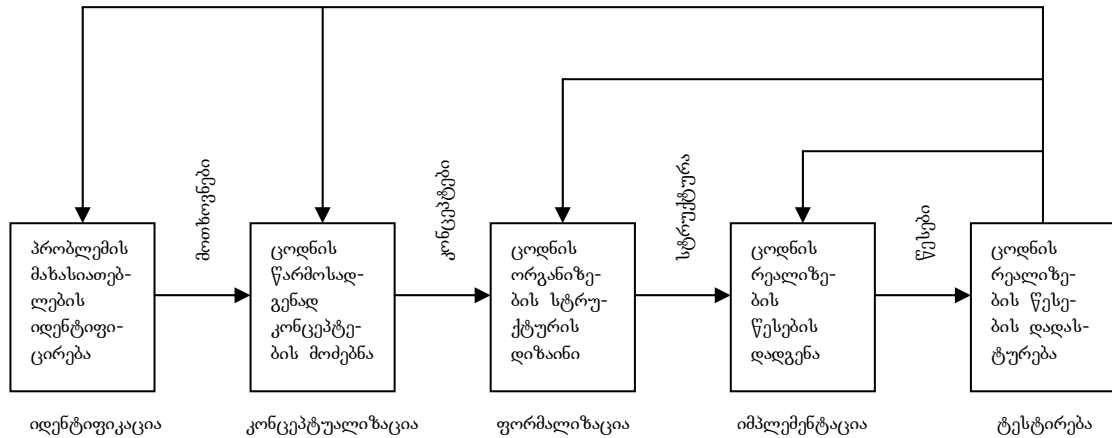 მოთხოვნები
კონცეპტები
სტრუქტურა
წესები
პრობლემის
მახასიათებ-
ლების
იდენტიფი-
ცირება
ცოდნის
წარმოსად-
გენად
კონცეპტე-
ბის მოძებნა
ცოდნის
ორგანიზე-
ბის სტრუ-
ქტურის
დიზაინი
ცოდნის
რეალიზე-
ბის
წესების
დადგენა
ცოდნის
რეალიზე-
ბის წესე-
ბის დადას-
ტურება
იდენტიფიკაცია
კონცეპტუალიზაცია
ფორმალიზაცია
იმპლემენტაცია
ტესტირება